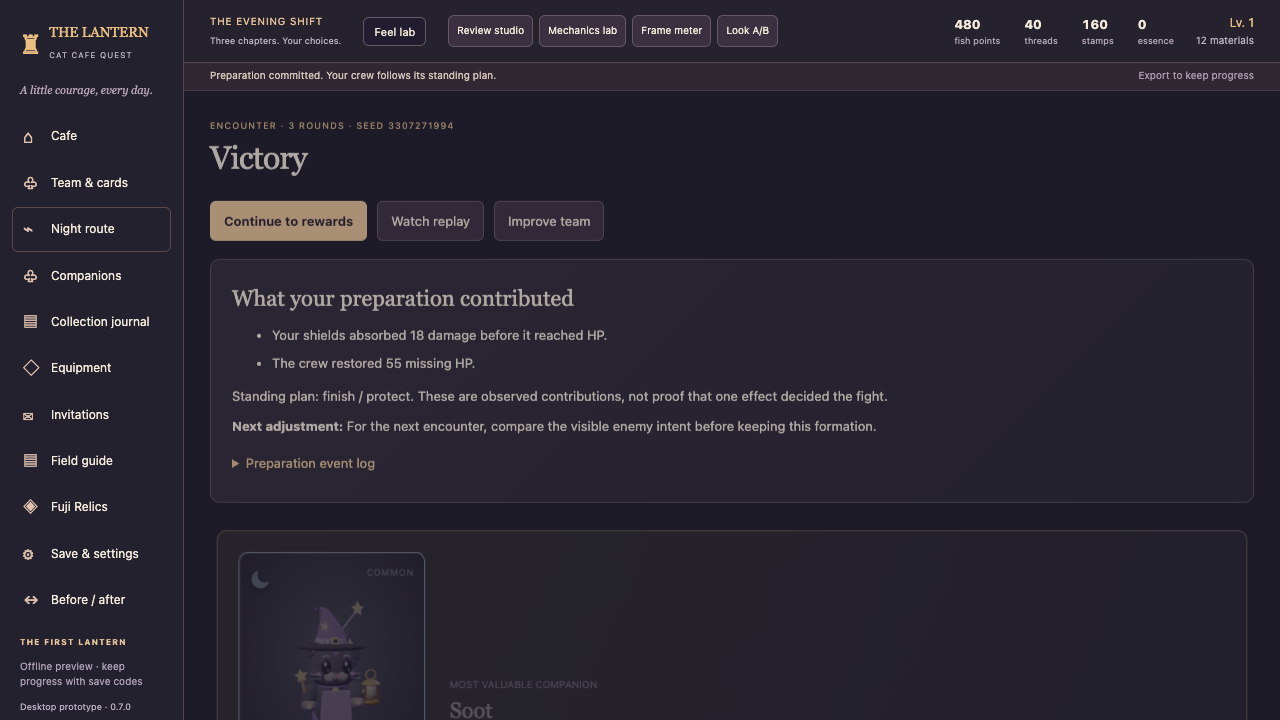 THE LANTERN
CAT CAFE QUEST
A little courage, every day.
Cafe
Team & cards
Night route
Companions
Collection journal
Equipment
Invitations
Field guide
Fuji Relics
Save & settings
Before / after
THE FIRST LANTERN
Offline preview · keep
progress with save codes
Desktop prototype · 0.7.0
THE EVENING SHIFT
Three chapters. Your choices.
Feel lab
Review studio
Mechanics lab
Frame meter
Look A/B
480
fish points
40
threads
160
stamps
0
essence
Lv. 1
12 materials
Preparation committed. Your crew follows its standing plan.
Export to keep progress
ENCOUNTER · 3 ROUNDS · SEED 3307271994
Victory
Continue to rewards
Watch replay
Improve team
What your preparation contributed
• Your shields absorbed 18 damage before it reached HP.
• The crew restored 55 missing HP.
Standing plan: finish / protect. These are observed contributions, not proof that one effect decided the fight.
Next adjustment: For the next encounter, compare the visible enemy intent before keeping this formation.
Preparation event log
COMMON
MOST VALUABLE COMPANION
Soot